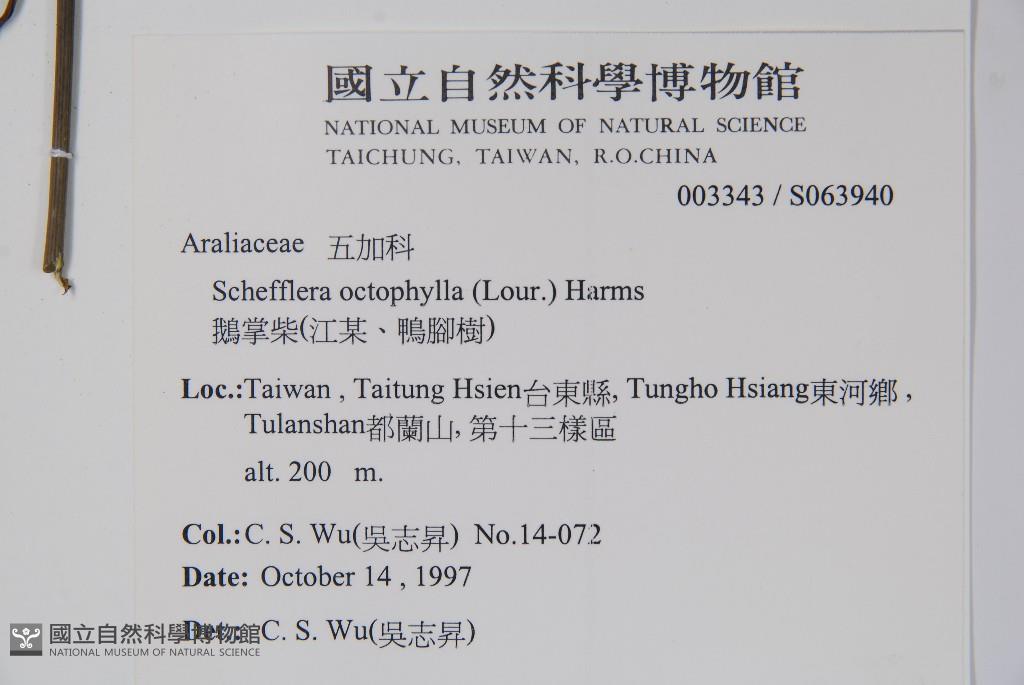 國立自然科學博物館
NATIONAL MUSEUM OF NATURAL SCIENCE
TAICHUNG, TAIWAN, R.O.CHINA
003343 / S063940
Araliaceae 五加科
Schefflera octophylla (Lour.) Harms
鵝掌柴(江某、鴨腳樹)
Loc.:Taiwan , Taitung Hsien台東縣, Tungho Hsiang東河鄉 ,
Tulanshan都蘭山, 第十三樣區
alt. 200 m.
Col.:C. S. Wu(吳志昇) No.14-072
Date: October 14 , 1997
Det.: C. S. Wu(吳志昇)
國立自然科學博物館
NATIONAL MUSEUM OF NATURAL SCIENCE